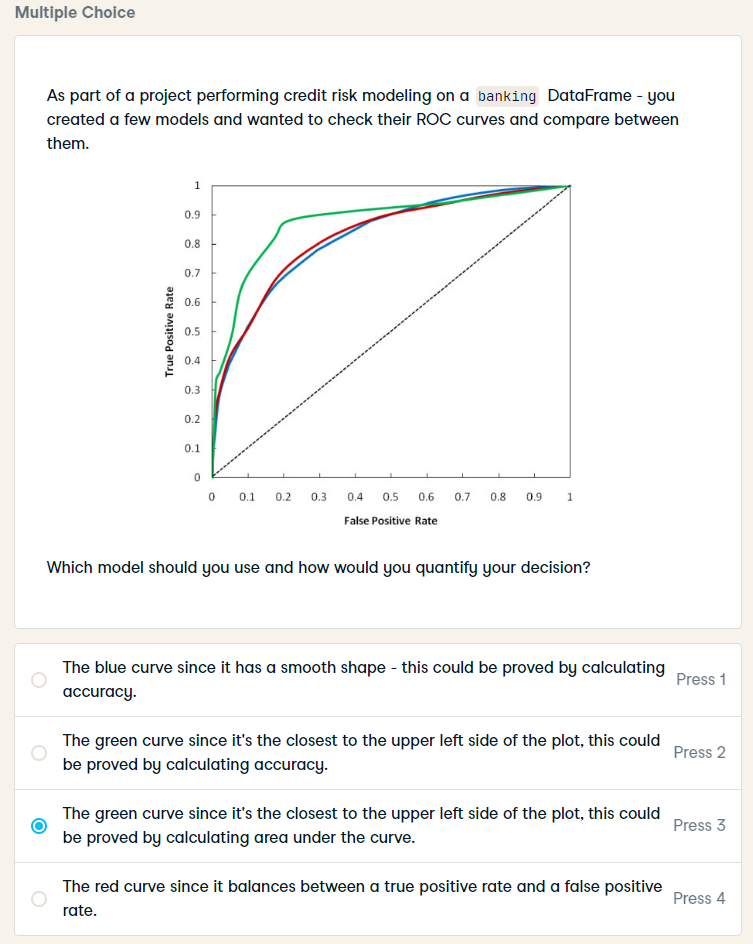 Multiple Choice
As part of a project performing credit risk modeling on a banking DataFrame - you
created a few models and wanted to check their ROC curves and compare between
them.
1
0.9
0.8
0.7
0.6
0.5
0.4
0.3
0.2
0.1
0
True Positive Rate
0 0.1 0.2 0.3 0.4 0.5 0.6 0.7 0.8 0.9 1
False Positive Rate
Which model should you use and how would you quantify your decision?
The blue curve since it has a smooth shape - this could be proved by calculating
accuracy.
Press 1
The green curve since it's the closest to the upper left side of the plot, this could
be proved by calculating accuracy.
Press 2
The green curve since it's the closest to the upper left side of the plot, this could
be proved by calculating area under the curve.
Press 3
The red curve since it balances between a true positive rate and a false positive
rate.
Press 4